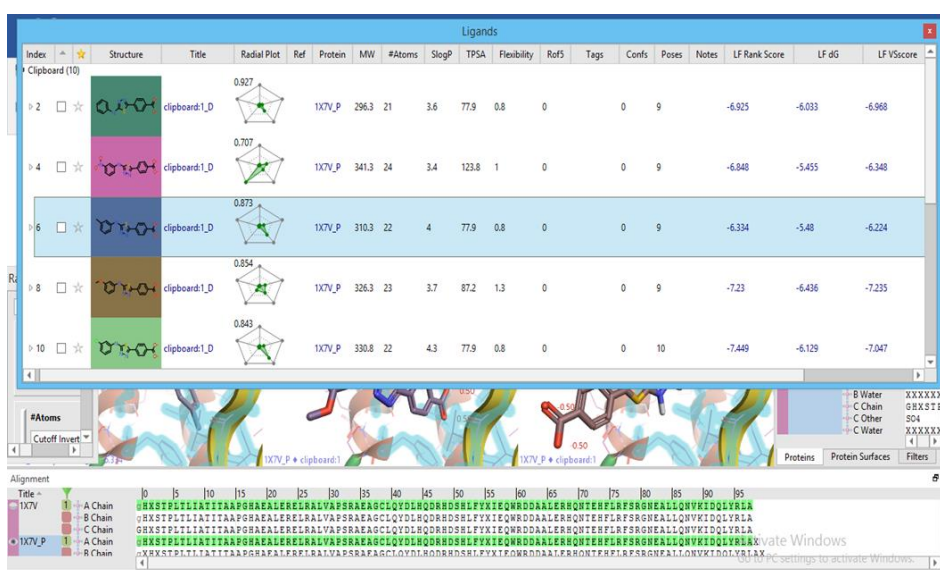 Ligands
Index Structure Title Radial Plot Ref Protein MW #Atoms SlogP TPSA Flexibility Rof5 Tags Confs Poses Notes LF Rank Score LF dG LF VSscore
Clipboard (10)
2 clipboard:1_D 0.927 1X7V_P 296.3 21 3.6 77.9 0.8 0 0 9 -6.925 -6.033 -6.968
4 clipboard:1_D 0.707 1X7V_P 341.3 24 3.4 123.8 1 0 0 9 -6.848 -5.455 -6.348
6 clipboard:1_D 0.873 1X7V_P 310.3 22 4 77.9 0.8 0 0 9 -6.334 -5.48 -6.224
8 clipboard:1_D 0.854 1X7V_P 326.3 23 3.7 87.2 1.3 0 0 9 -7.23 -6.436 -7.235
10 clipboard:1_D 0.843 1X7V_P 330.8 22 4.3 77.9 0.8 0 0 10 -7.449 -6.129 -7.047
#Atoms
Cutoff Invert
0.50
-0.50
-0.50
1X7V_P ♦ clipboard:1
1X7V_P ♦ clipboard:1
B Water XXXXXX
C Chain GHXSTP
C Other SO4
C Water XXXXXX
Proteins Protein Surfaces Filters
Alignment
Title
0 5 10 15 20 25 30 35 40 45 50 55 60 65 70 75 80 85 90 95
1X7V 1 A Chain
B Chain
C Chain
1X7V_P 1 A Chain
B Chain
Activate Windows
Go to PC settings to activate Windows.